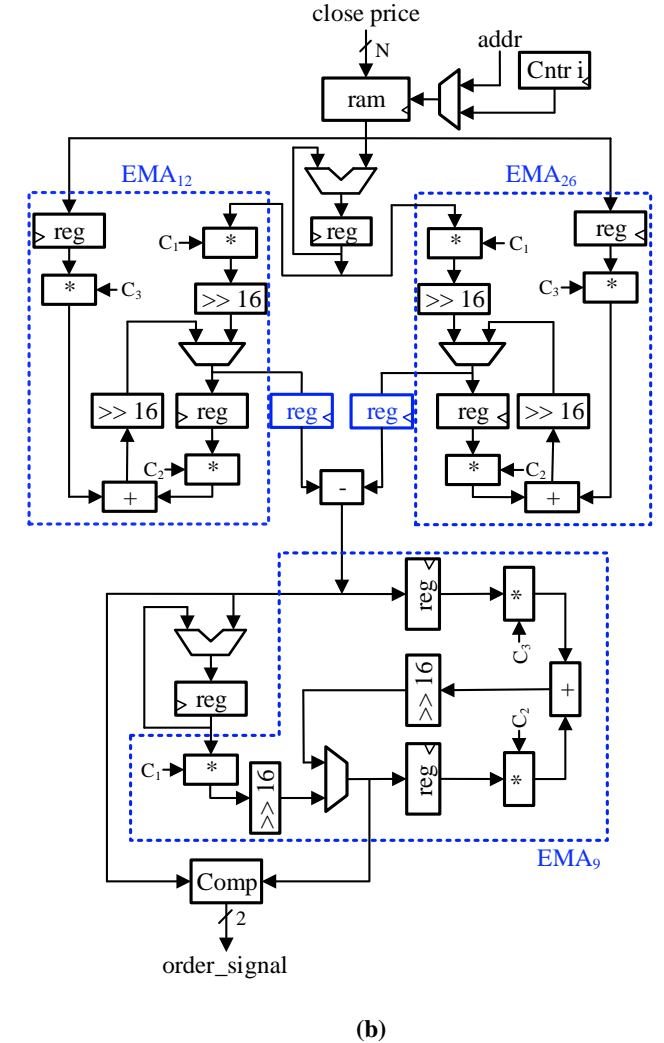 close price
N
addr
Cntr i
ram
EMA₁₂
EMA₂₆
reg
C₁
*
reg
*
C₁
reg
*
C₃
>> 16
>> 16
C₃
*
>> 16
reg
reg
reg
reg
>> 16
C₂
*
-
*
C₂
+
+
reg
*
C₃
reg
>> 16
+
C₂
C₁
*
>> 16
reg
*
EMA₉
Comp
2
order_signal
(b)